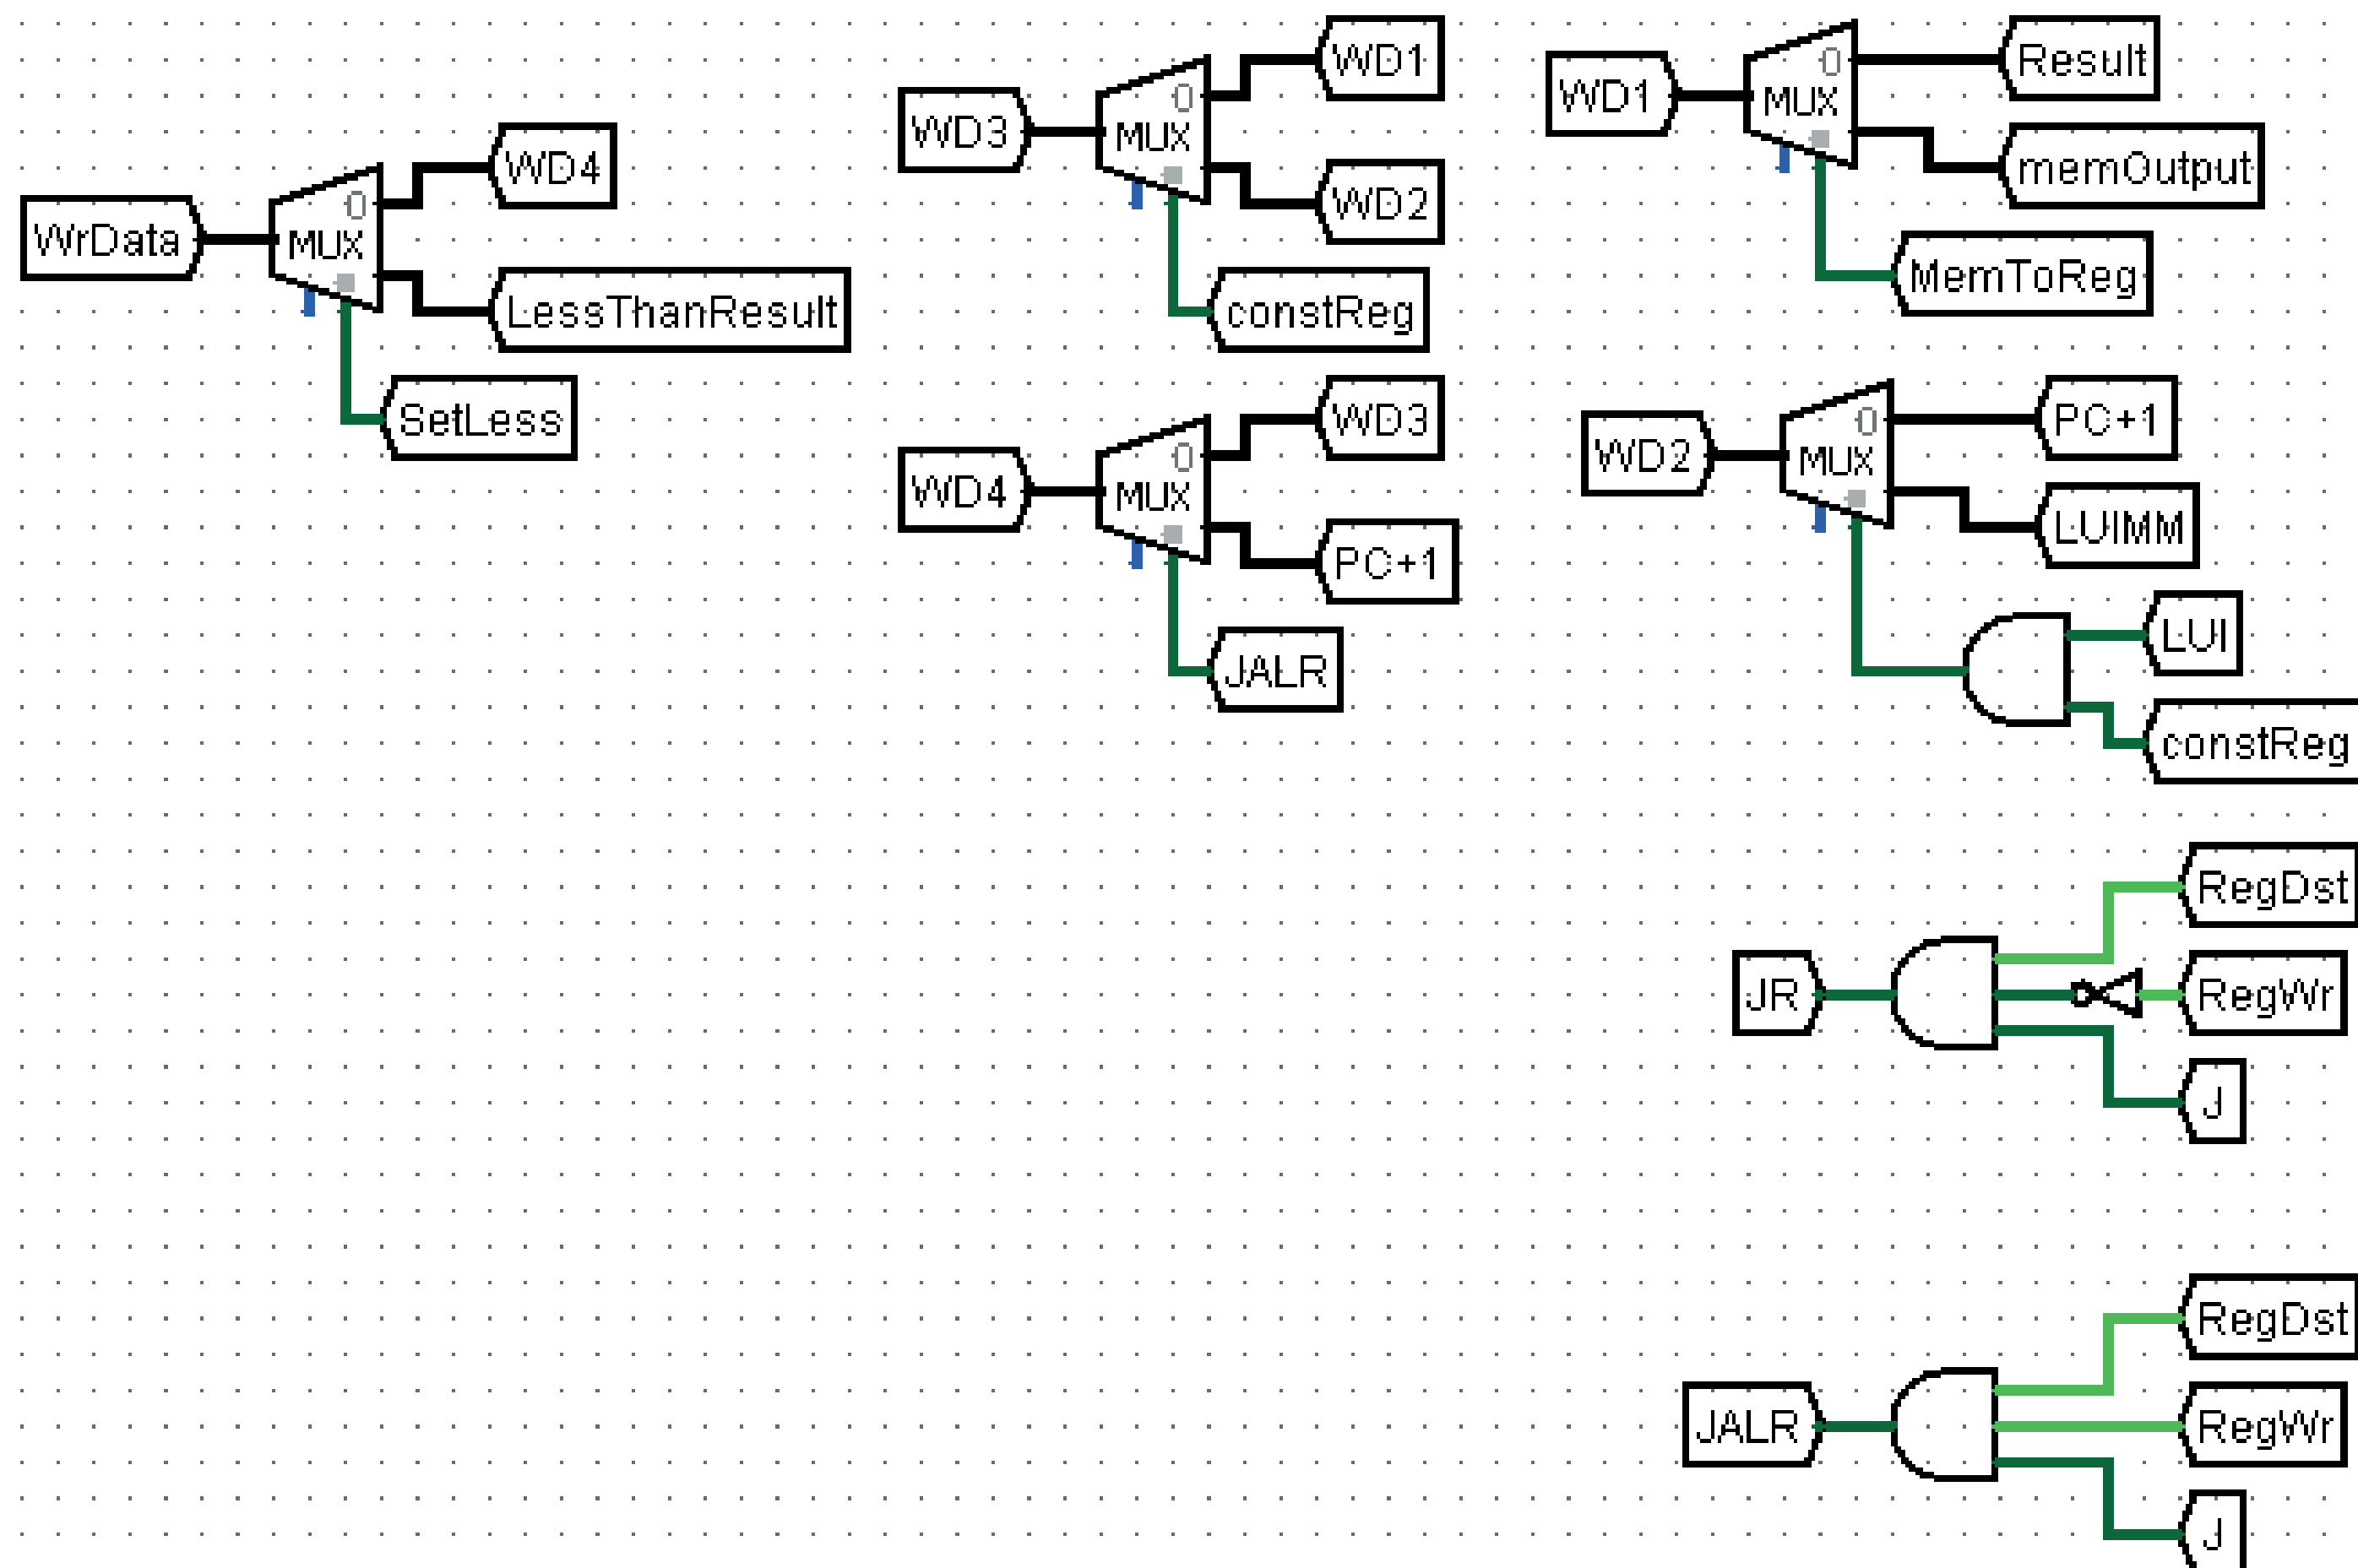 WrData
0
MUX
WD4
LessThanResult
SetLess
WD3
0
MUX
WD1
WD2
constReg
WD4
0
MUX
WD3
PC+1
JALR
WD1
0
MUX
Result
memOutput
MemToReg
WD2
0
MUX
PC+1
LUIMM
LUI
constReg
JR
RegDst
RegWr
J
JALR
RegDst
RegWr
J